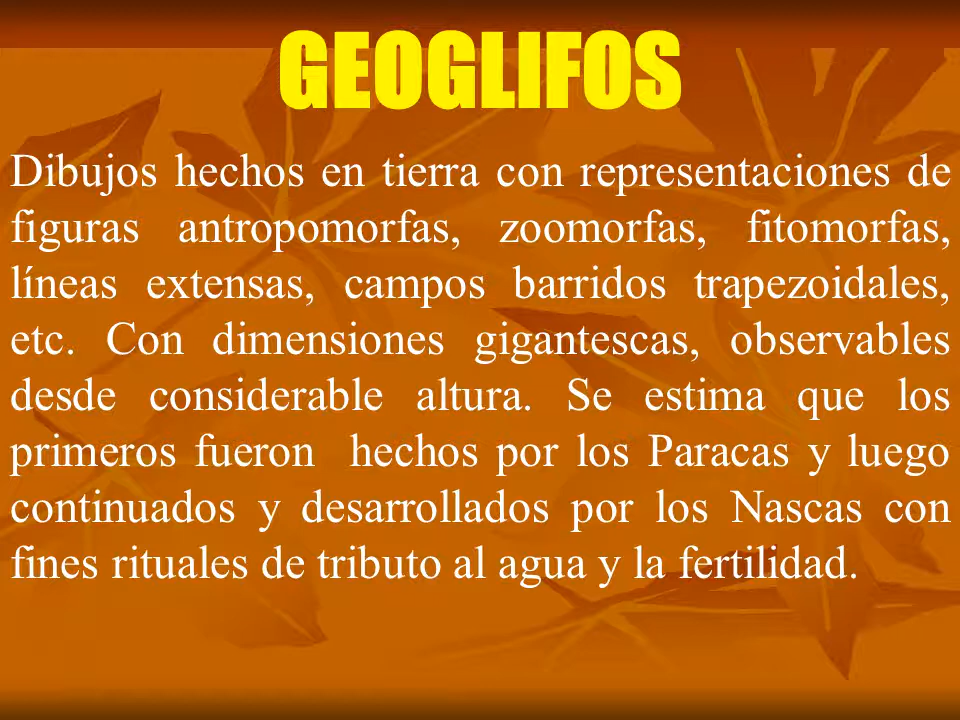 GEOGLIFOS
Dibujos hechos en tierra con representaciones de
figuras antropomorfas, zoomorfas, fitomorfas,
líneas extensas, campos barridos trapezoidales,
etc. Con dimensiones gigantescas, observables
desde considerable altura. Se estima que los
primeros fueron hechos por los Paracas y luego
continuados y desarrollados por los Nascas con
fines rituales de tributo al agua y la fertilidad.